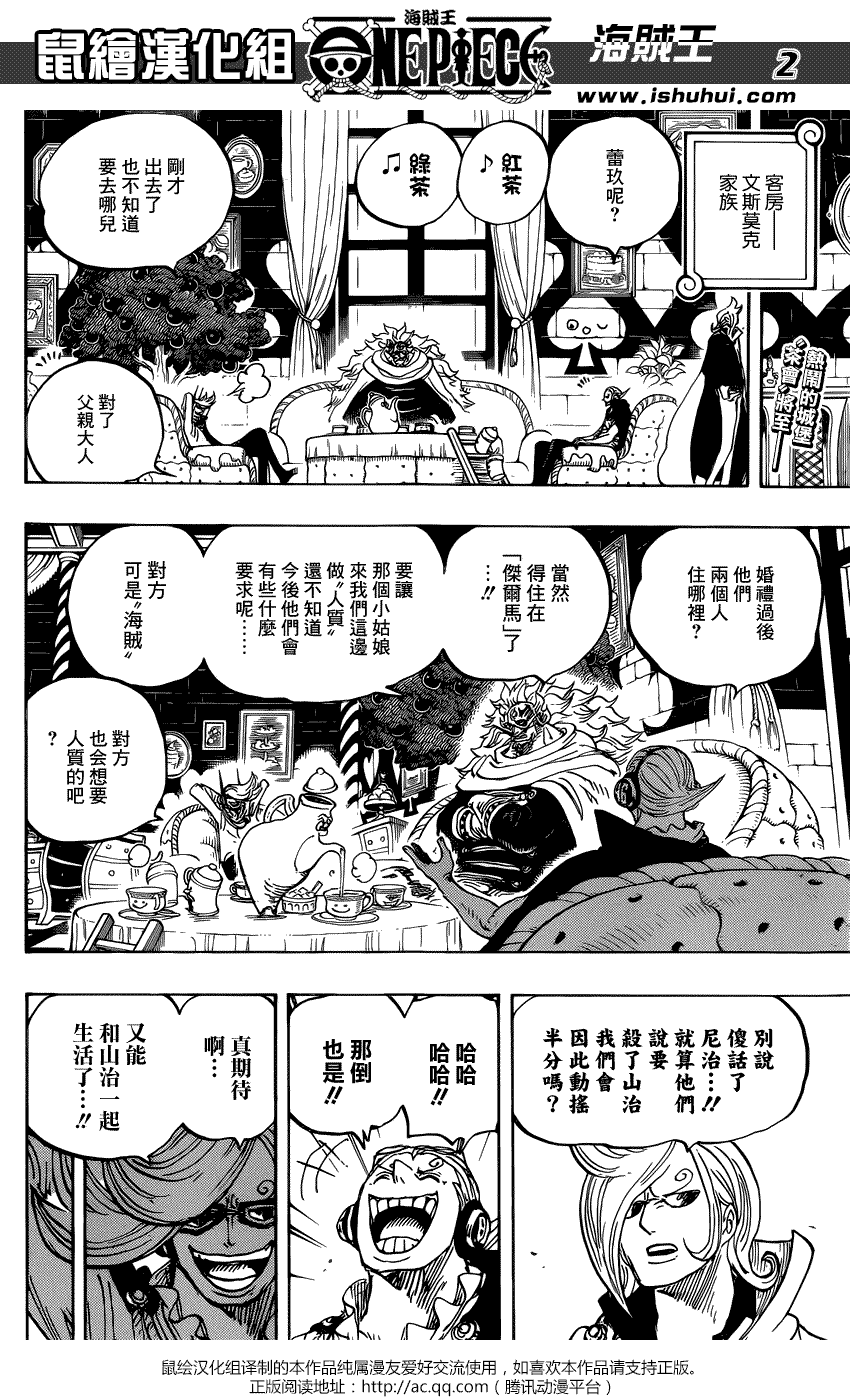 鼠繪漢化組
海賊王
ONE PIECE
海賊王
2
www.ishuhui.com
客房——
文斯莫克
家族
熱鬧的城堡
“茶會”將至——
蕾玖呢?
紅茶♪
綠茶♫
剛才
出去了
也不知道
要去哪兒
對了
父親大人
婚禮過後
他們
兩個人
住哪裡?
當然
得住在
「傑爾馬」了
…!!
要讓
那個小姑娘
來我們這邊
做“人質”
還不知道
今後他們會
有些什麼
要求呢……
對方
可是“海賊”
對方
也会想要
人質的吧
?
別說
傻話了
尼治…!!
就算他們
說要
殺了山治
我們會
因此動搖
半分嗎?
哈哈
哈哈!!
那倒
也是!!
真期待
啊…
又能
和山治一起
生活了…!!
鼠绘汉化组译制的本作品纯属漫友爱好交流使用，如喜欢本作品请支持正版。
正版阅读地址：http://ac.qq.com（腾讯动漫平台）